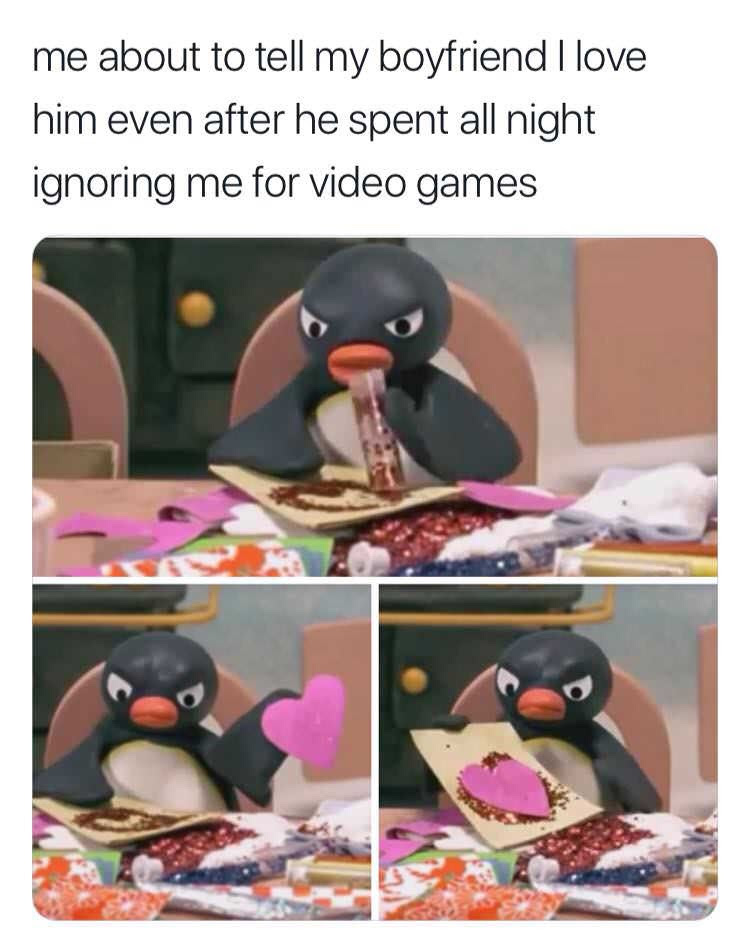 me about to tell my boyfriend I love
him even after he spent all night
ignoring me for video games